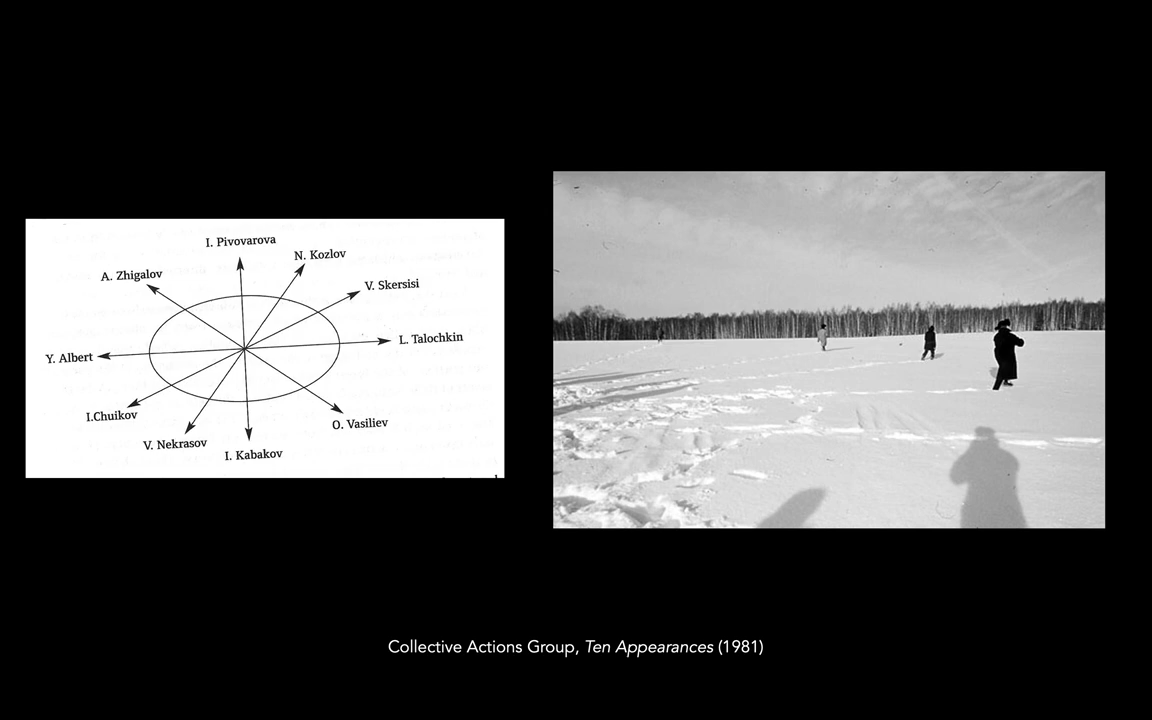 I. Pivovarova
N. Kozlov
A. Zhigalov
V. Skersisi
L. Talochkin
Y. Albert
I.Chuikov
O. Vasiliev
V. Nekrasov
I. Kabakov
Collective Actions Group, Ten Appearances (1981)